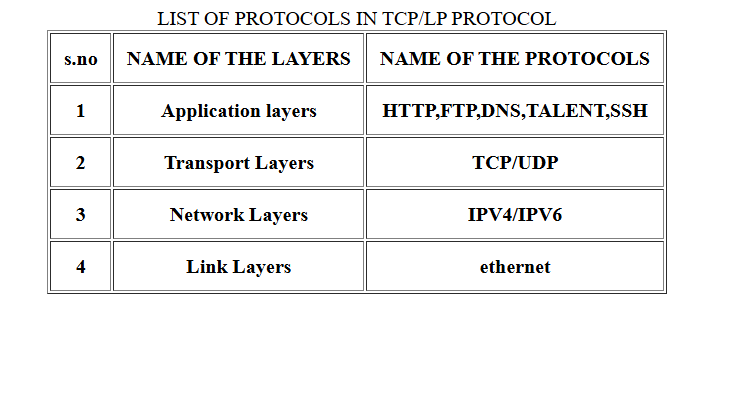 LIST OF PROTOCOLS IN TCP/LP PROTOCOL
s.no NAME OF THE LAYERS NAME OF THE PROTOCOLS
1 Application layers HTTP,FTP,DNS,TALENT,SSH
2 Transport Layers TCP/UDP
3 Network Layers IPV4/IPV6
4 Link Layers ethernet